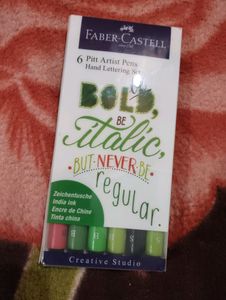 FABER-CASTELL
6 Pitt Artist Pens
Hand Lettering Set
BOLD,
BE
italic,
BUT NEVER BE
regular.
Zeichentusche
India ink
Encre de Chine
Tinta china
Creative Studio